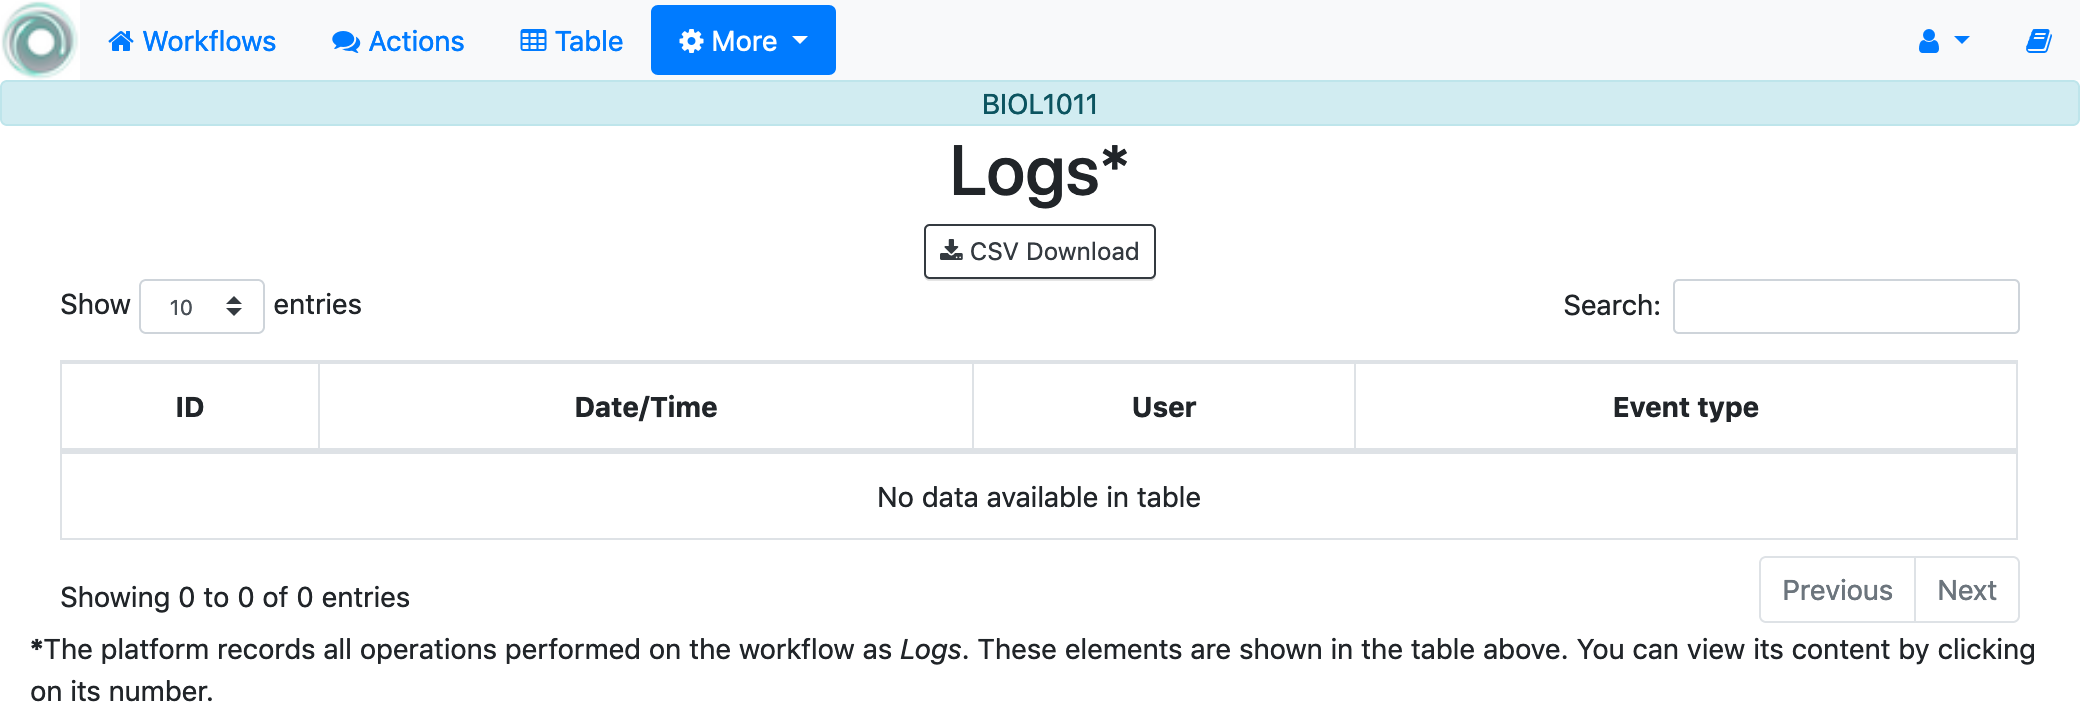 Workflows Actions Table More
BIOL1011
Logs*
CSV Download
Show 10 entries Search:
ID Date/Time User Event type
No data available in table
Showing 0 to 0 of 0 entries Previous Next
*The platform records all operations performed on the workflow as Logs. These elements are shown in the table above. You can view its content by clicking
on its number.